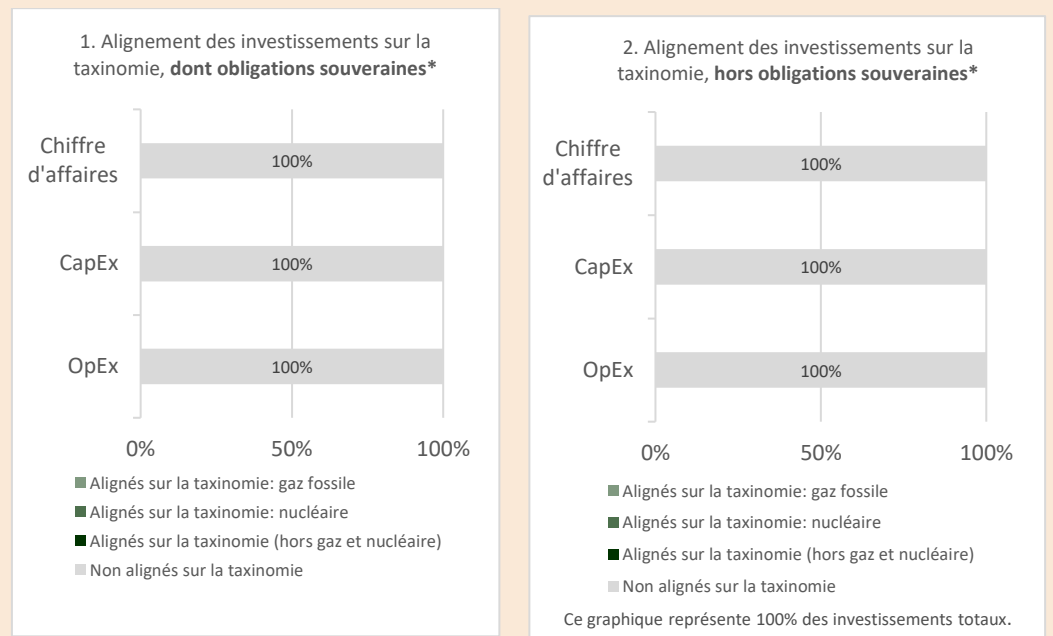 1. Alignement des investissements sur la
taxinomie, dont obligations souveraines*
Chiffre
d'affaires
100%
CapEx
100%
OpEx
100%
0% 50% 100%
Alignés sur la taxinomie: gaz fossile
Alignés sur la taxinomie: nucléaire
Alignés sur la taxinomie (hors gaz et nucléaire)
Non alignés sur la taxinomie
2. Alignement des investissements sur la
taxinomie, hors obligations souveraines*
Chiffre
d'affaires
100%
CapEx
100%
OpEx
100%
0% 50% 100%
Alignés sur la taxinomie: gaz fossile
Alignés sur la taxinomie: nucléaire
Alignés sur la taxinomie (hors gaz et nucléaire)
Non alignés sur la taxinomie
Ce graphique représente 100% des investissements totaux.